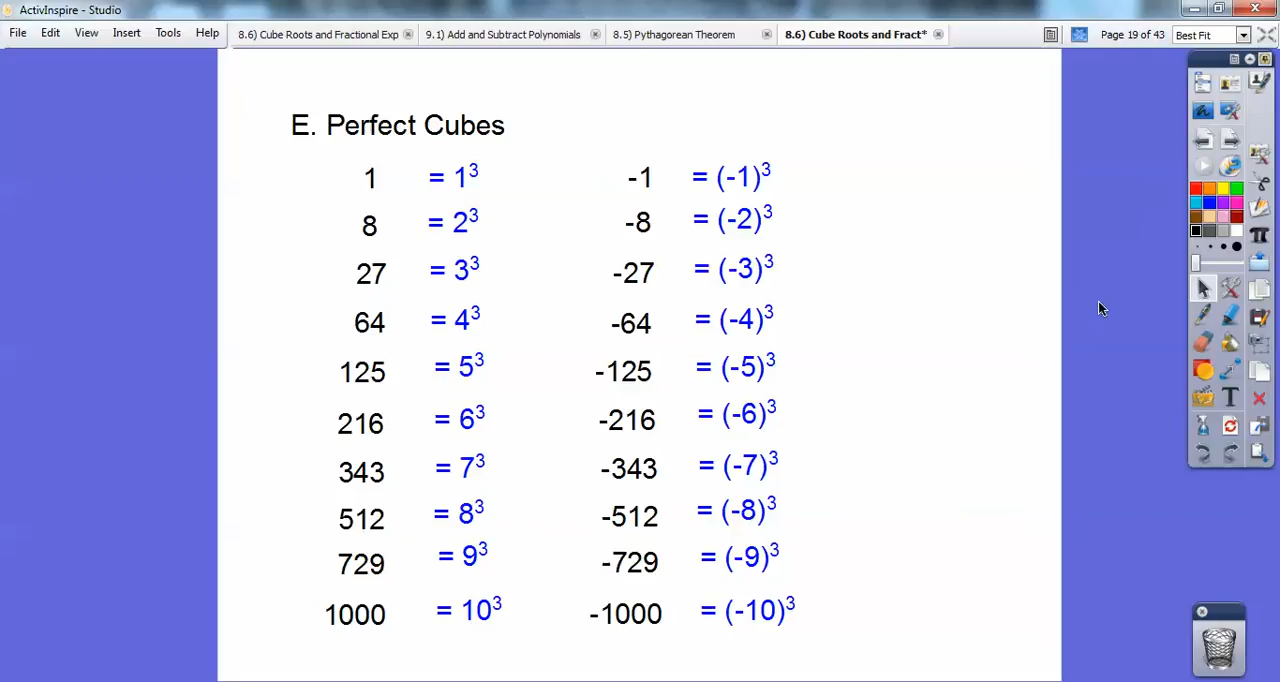 ActivInspire - Studio
File Edit View Insert Tools Help
8.6) Cube Roots and Fractional Exp 9.1) Add and Subtract Polynomials 8.5) Pythagorean Theorem 8.6) Cube Roots and Fract* Page 19 of 43 Best Fit
E. Perfect Cubes
1 = 1³ -1 = (-1)³
8 = 2³ -8 = (-2)³
27 = 3³ -27 = (-3)³
64 = 4³ -64 = (-4)³
125 = 5³ -125 = (-5)³
216 = 6³ -216 = (-6)³
343 = 7³ -343 = (-7)³
512 = 8³ -512 = (-8)³
729 = 9³ -729 = (-9)³
1000 = 10³ -1000 = (-10)³